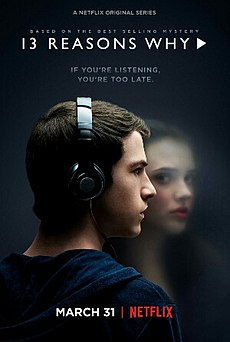 A NETFLIX ORIGINAL SERIES
BASED ON THE BEST SELLING MYSTERY
13 REASONS WHY
IF YOU'RE LISTENING,
YOU'RE TOO LATE.
MARCH 31 | NETFLIX